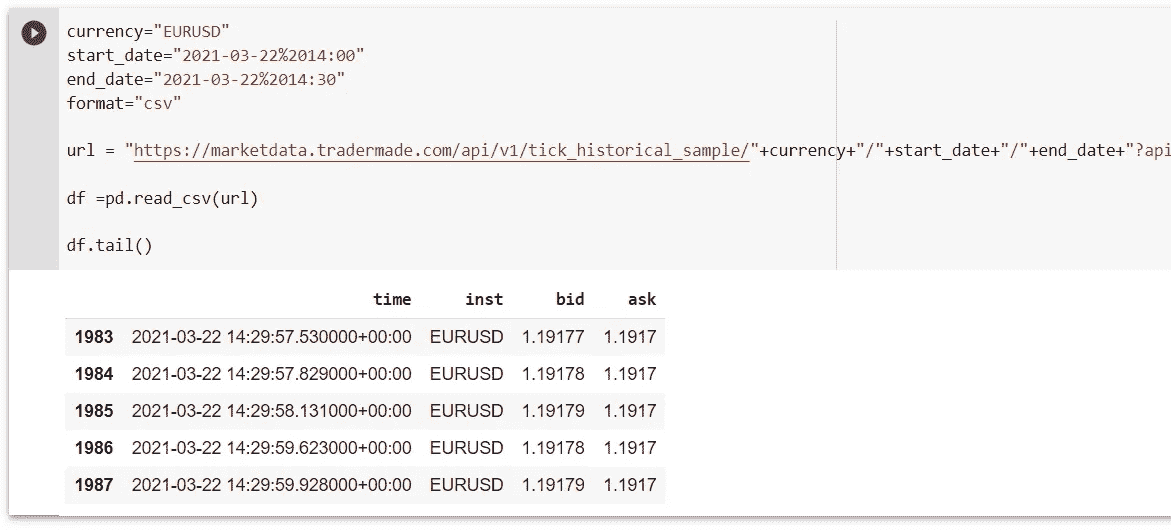 currency="EURUSD"
start_date="2021-03-22%2014:00"
end_date="2021-03-22%2014:30"
format="csv"
url = "https://marketdata.tradermade.com/api/v1/tick_historical_sample/"+currency+"/"+start_date+"/"+end_date+"?api
df =pd.read_csv(url)
df.tail()
time inst bid ask
1983 2021-03-22 14:29:57.530000+00:00 EURUSD 1.19177 1.1917
1984 2021-03-22 14:29:57.829000+00:00 EURUSD 1.19178 1.1917
1985 2021-03-22 14:29:58.131000+00:00 EURUSD 1.19179 1.1917
1986 2021-03-22 14:29:59.623000+00:00 EURUSD 1.19178 1.1917
1987 2021-03-22 14:29:59.928000+00:00 EURUSD 1.19179 1.1917